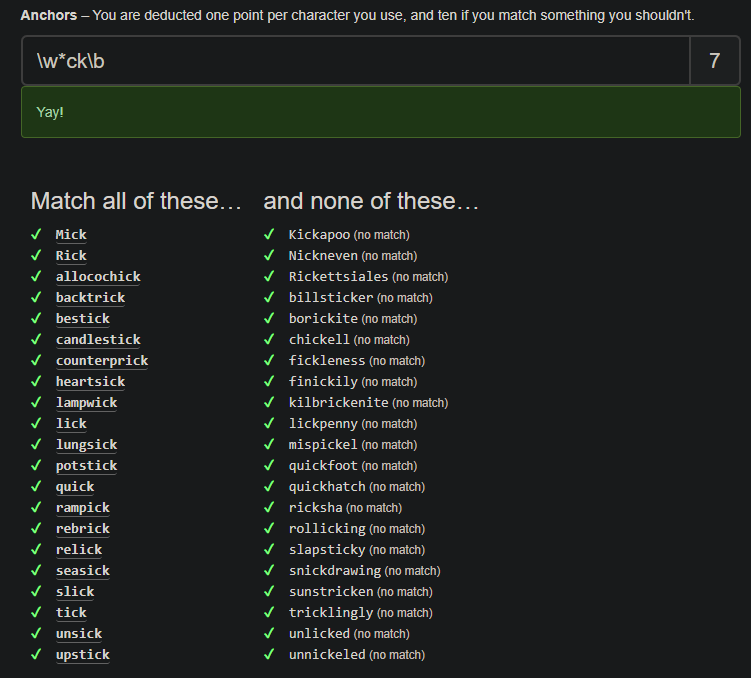 Anchors – You are deducted one point per character you use, and ten if you match something you shouldn't.
\w*ck\b 7
Yay!
Match all of these… and none of these…
✓ Mick ✓ Kickapoo (no match)
✓ Rick ✓ Nickneven (no match)
✓ allocochick ✓ Rickettsiales (no match)
✓ backtrick ✓ billsticker (no match)
✓ bestick ✓ borickite (no match)
✓ candlestick ✓ chickell (no match)
✓ counterprick ✓ fickleness (no match)
✓ heartsick ✓ finickily (no match)
✓ lampwick ✓ kilbrickenite (no match)
✓ lick ✓ lickpenny (no match)
✓ lungsick ✓ mispickel (no match)
✓ potstick ✓ quickfoot (no match)
✓ quick ✓ quickhatch (no match)
✓ rampick ✓ ricksha (no match)
✓ rebrick ✓ rollicking (no match)
✓ relick ✓ slapsticky (no match)
✓ seasick ✓ snickdrawing (no match)
✓ slick ✓ sunstricken (no match)
✓ tick ✓ tricklingly (no match)
✓ unsick ✓ unlicked (no match)
✓ upstick ✓ unnickeled (no match)